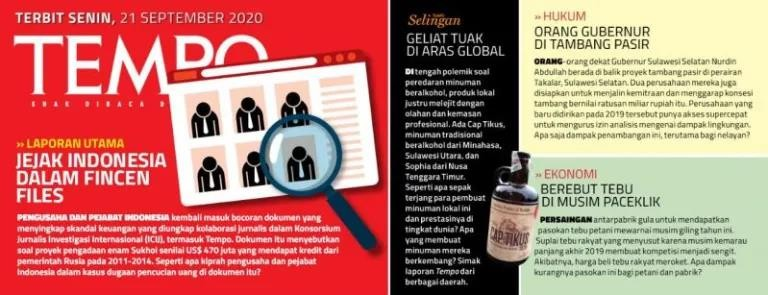 TERBIT SENIN, 21 SEPTEMBER 2020
TEMPO
ENAK DIBACA D
» LAPORAN UTAMA
JEJAK INDONESIA
DALAM FINCEN
FILES
PENGUSAHA DAN PEJABAT INDONESIA kembali masuk bocoran dokumen yang
menyingkap skandal keuangan yang diungkap kolaborasi jurnalis dalam Konsorsium
Jurnalis Investigasi Internasional (ICIJ), termasuk Tempo. Dokumen itu menyebutkan
soal proyek pengadaan enam Sukhoi senilai US$ 470 juta yang mendapat kredit dari
pemerintah Rusia pada 2011-2014. Seperti apa kiprah pengusaha dan pejabat
Indonesia dalam kasus dugaan pencucian uang di dokumen itu?
Selingan
GELIAT TUAK
DI ARAS GLOBAL
DI tengah polemik soal
peredaran minuman
beralkohol, produk lokal
justru melejit dengan
olahan dan kemasan
profesional. Ada Cap Tikus,
minuman tradisional
beralkohol dari Minahasa,
Sulawesi Utara, dan
Sophia dari Nusa
Tenggara Timur.
Seperti apa sepak
terjang para pembuat
minuman lokal ini
dan prestasinya di
tingkat dunia? Apa
yang membuat
minuman mereka
berkembang? Simak
laporan Tempo dari
berbagai daerah.
CAP TIKUS
» HUKUM
ORANG GUBERNUR
DI TAMBANG PASIR
ORANG-orang dekat Gubernur Sulawesi Selatan Nurdin
Abdullah berada di balik proyek tambang pasir di perairan
Takalar, Sulawesi Selatan. Dua perusahaan mereka juga
disiapkan untuk menjalin kemitraan dan menggarap konsesi
tambang bernilai ratusan miliar rupiah itu. Perusahaan yang
baru didirikan pada 2019 tersebut punya akses supercepat
untuk mengurus izin analisis mengenai dampak lingkungan.
Apa saja dampak penambangan ini, terutama bagi nelayan?
» EKONOMI
BEREBUT TEBU
DI MUSIM PACEKLIK
PERSAINGAN antarpabrik gula untuk mendapatkan
pasokan tebu petani mewarnai musim giling tahun ini.
Suplai tebu rakyat yang menyusut karena musim kemarau
panjang akhir 2019 membuat kompetisi menjadi sengit.
Akibatnya, harga beli tebu rakyat meroket. Apa dampak
kurangnya pasokan ini bagi petani dan pabrik?